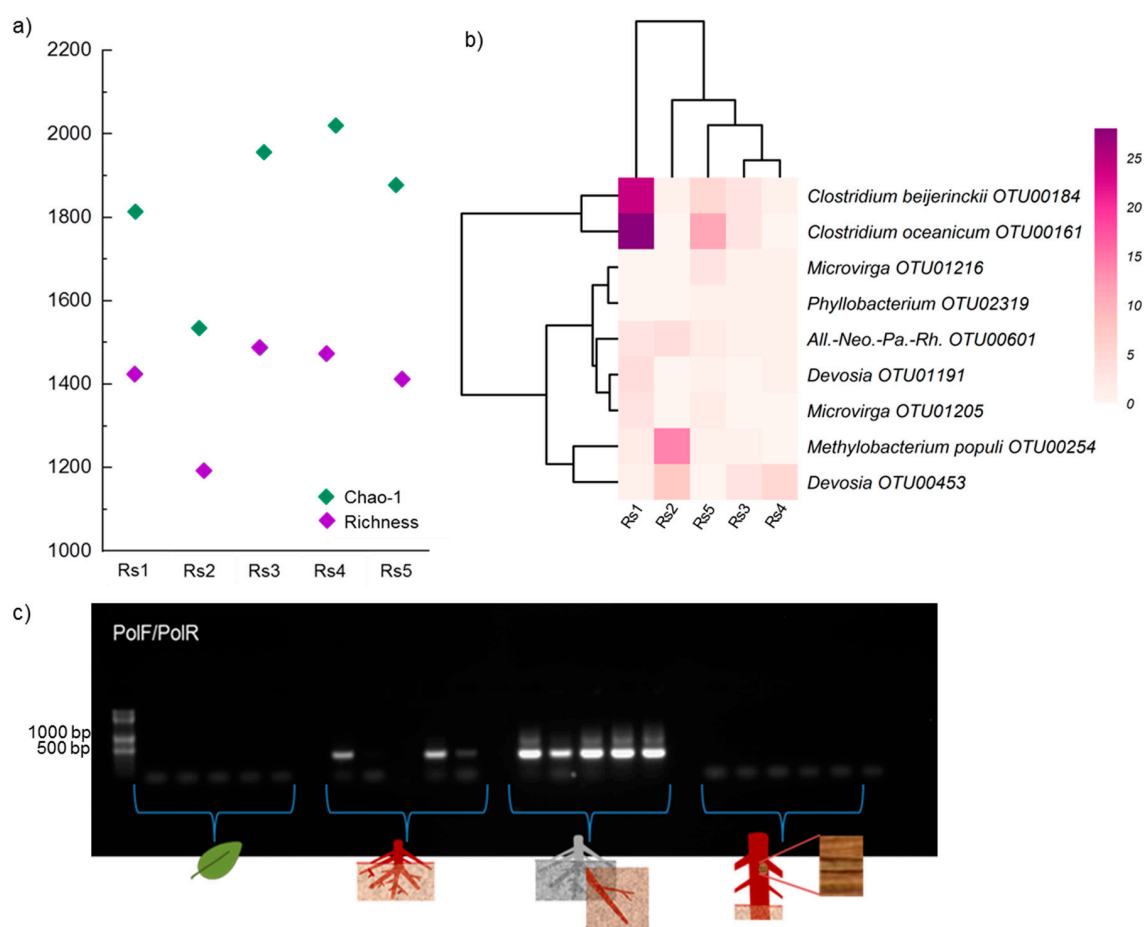 a)
2200
2000
1800
1600
1400
1200
1000
Chao-1
Richness
Rs1 Rs2 Rs3 Rs4 Rs5
b)
Clostridium beijerinckii OTU00184
Clostridium oceanicum OTU00161
Microvirga OTU01216
Phyllobacterium OTU02319
All.-Neo.-Pa.-Rh. OTU00601
Devosia OTU01191
Microvirga OTU01205
Methylobacterium populi OTU00254
Devosia OTU00453
Rs1 Rs2 Rs5 Rs3 Rs4
25
20
15
10
5
0
c)
PolF/PolR
1000 bp
500 bp